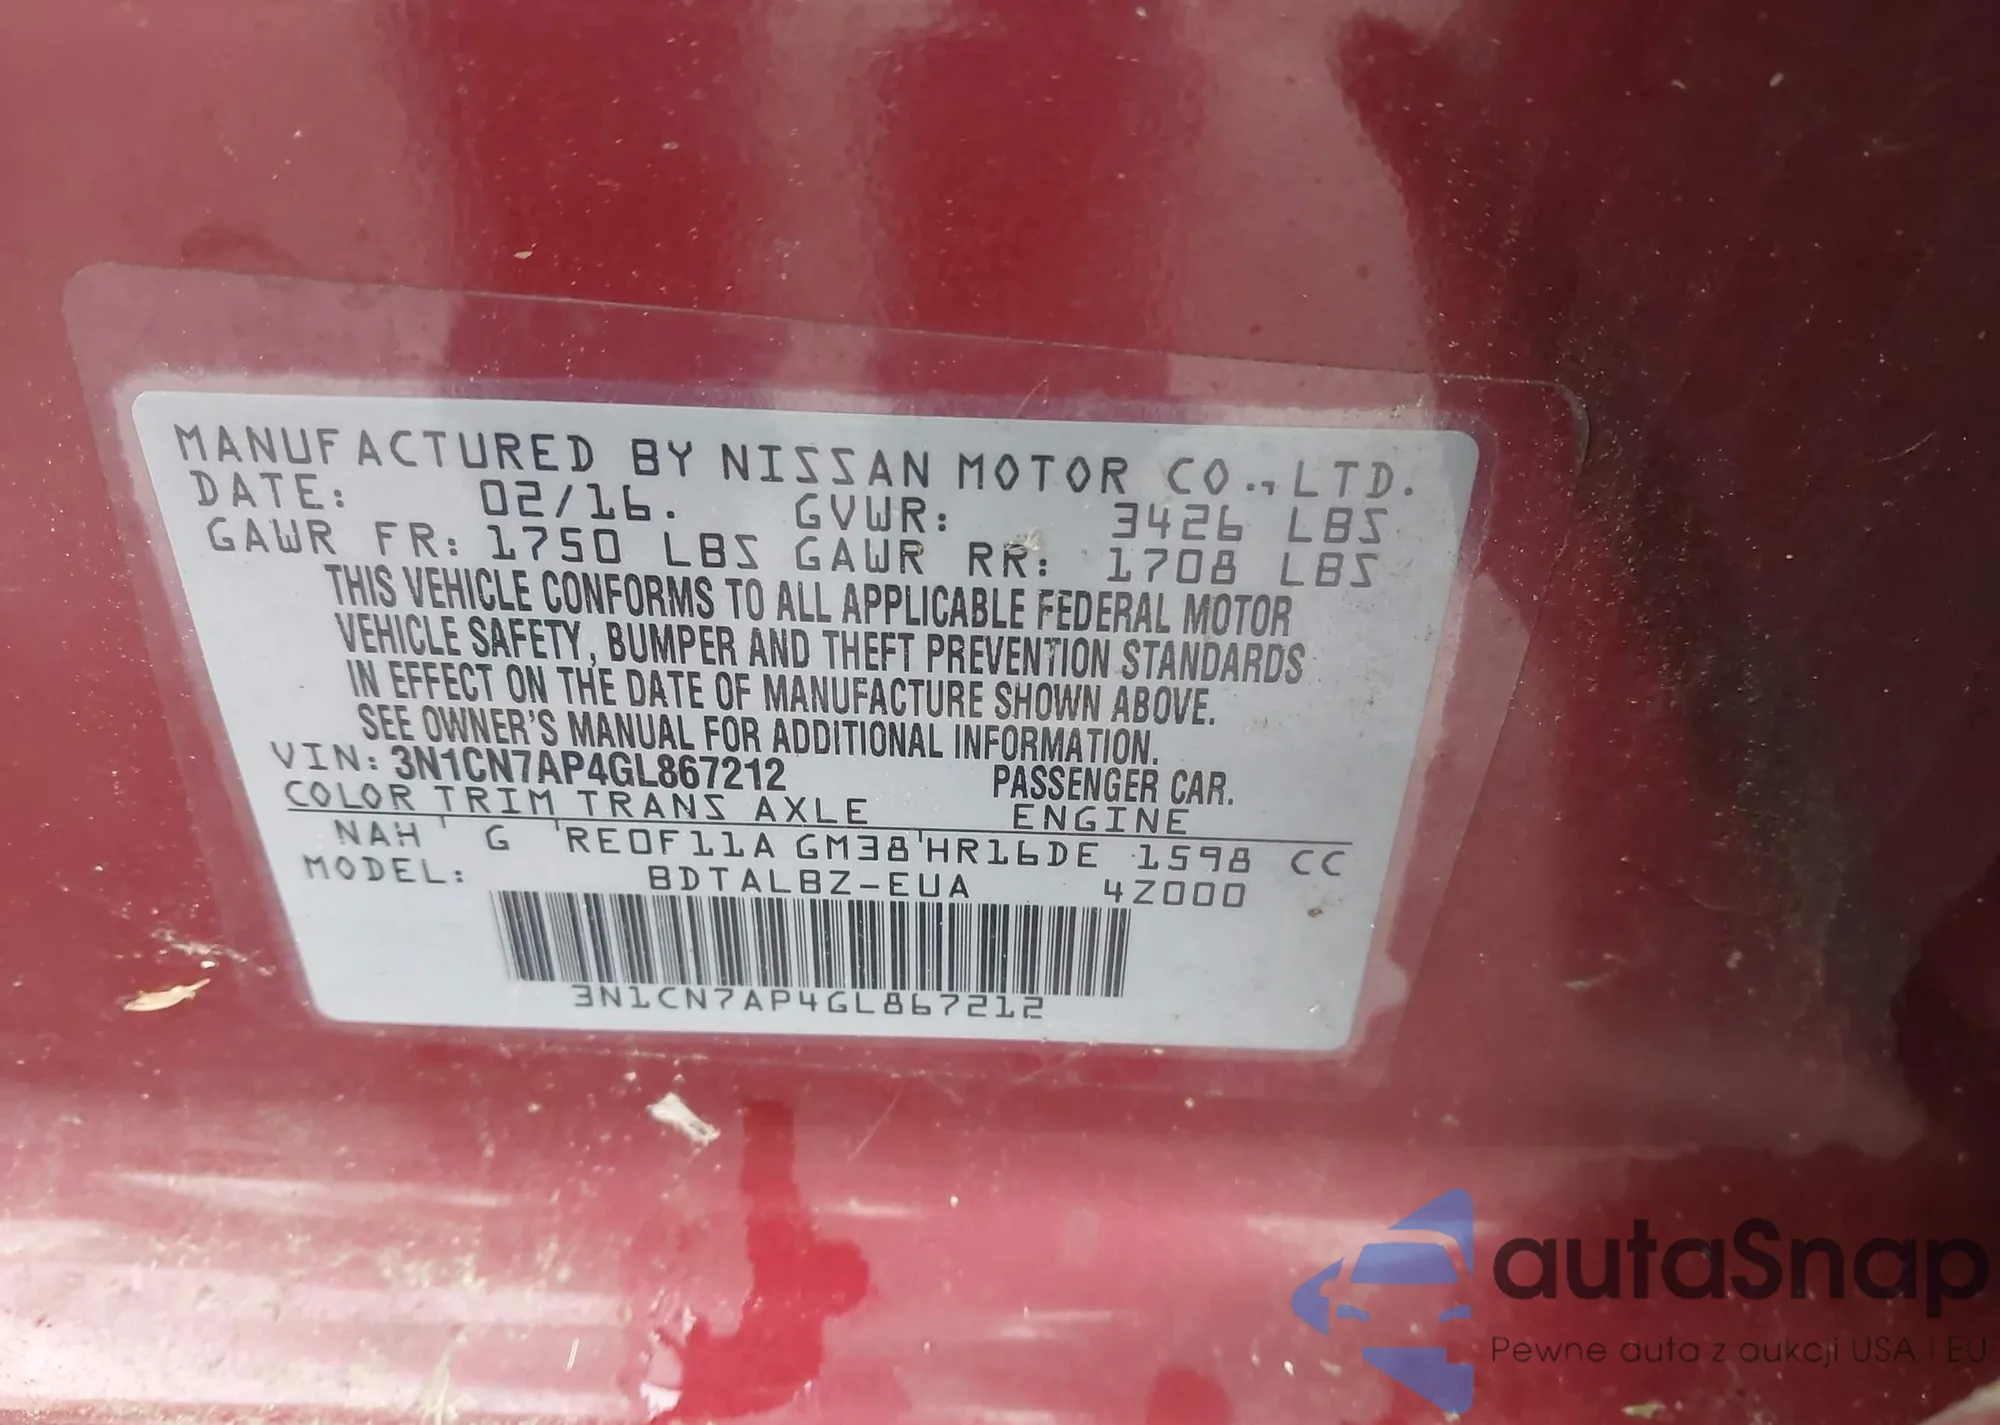 MANUFACTURED BY NISSAN MOTOR CO., LTD.
DATE: 02/16. GVWR: 3426 LBS
GAWR FR: 1750 LBS GAWR RR: 1708 LBS
THIS VEHICLE CONFORMS TO ALL APPLICABLE FEDERAL MOTOR
VEHICLE SAFETY, BUMPER AND THEFT PREVENTION STANDARDS
IN EFFECT ON THE DATE OF MANUFACTURE SHOWN ABOVE.
SEE OWNER'S MANUAL FOR ADDITIONAL INFORMATION.
VIN: 3N1CN7AP4GL867212 PASSENGER CAR.
COLOR TRIM TRANS AXLE ENGINE
NAH G RE0F11A GM38 HR16DE 1598 CC
MODEL: BDTALBZ-EUA 4Z000
3N1CN7AP4GL867212
autaSnap
Pewne auta z aukcji USA i EU